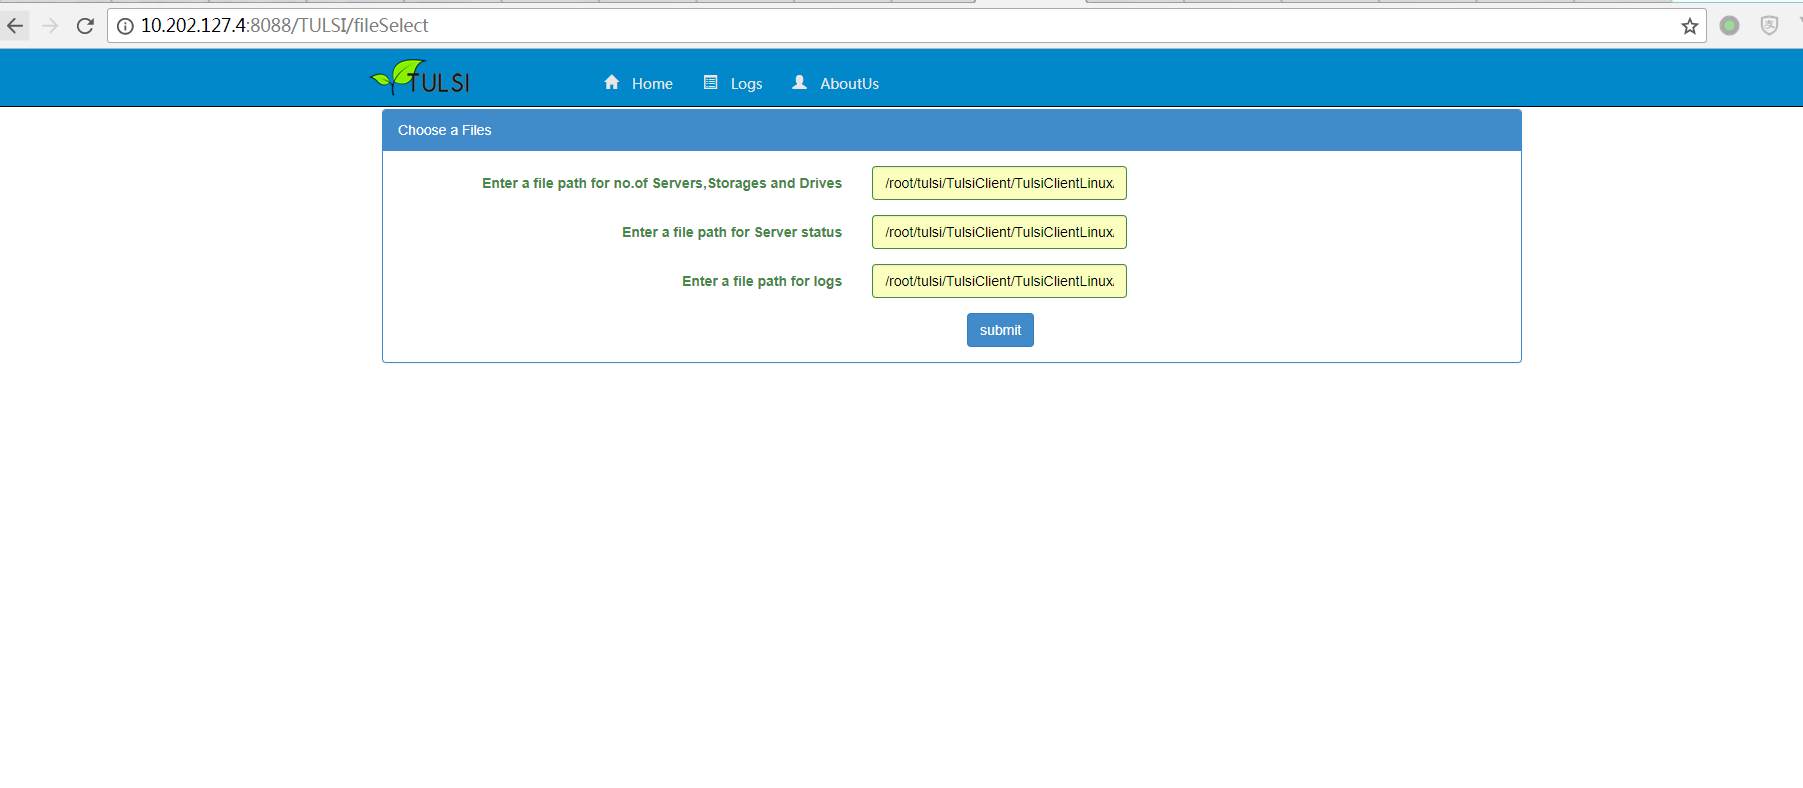 10.202.127.4:8088/TULSI/fileSelect
TULSI
Home
Logs
AboutUs
Choose a Files
Enter a file path for no.of Servers,Storages and Drives
/root/tulsi/TulsiClient/TulsiClientLinux.
Enter a file path for Server status
/root/tulsi/TulsiClient/TulsiClientLinux.
Enter a file path for logs
/root/tulsi/TulsiClient/TulsiClientLinux.
submit